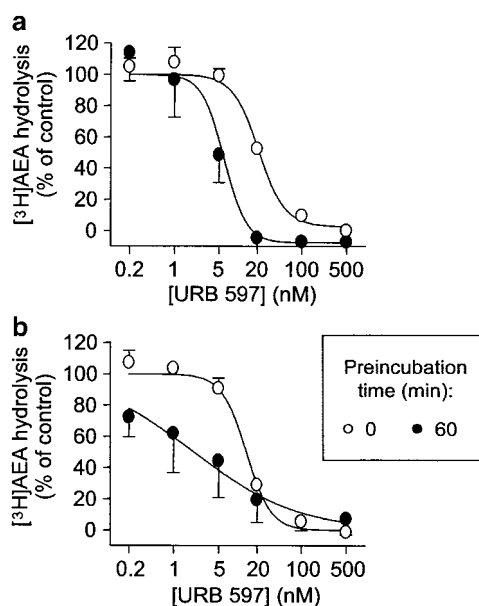 a
[³H]AEA hydrolysis
(% of control)
120
100
80
60
40
20
0
0.2 1 5 20 100 500
[URB 597] (nM)
b
[³H]AEA hydrolysis
(% of control)
120
100
80
60
40
20
0
0.2 1 5 20 100 500
[URB 597] (nM)
Preincubation
time (min):
0 60